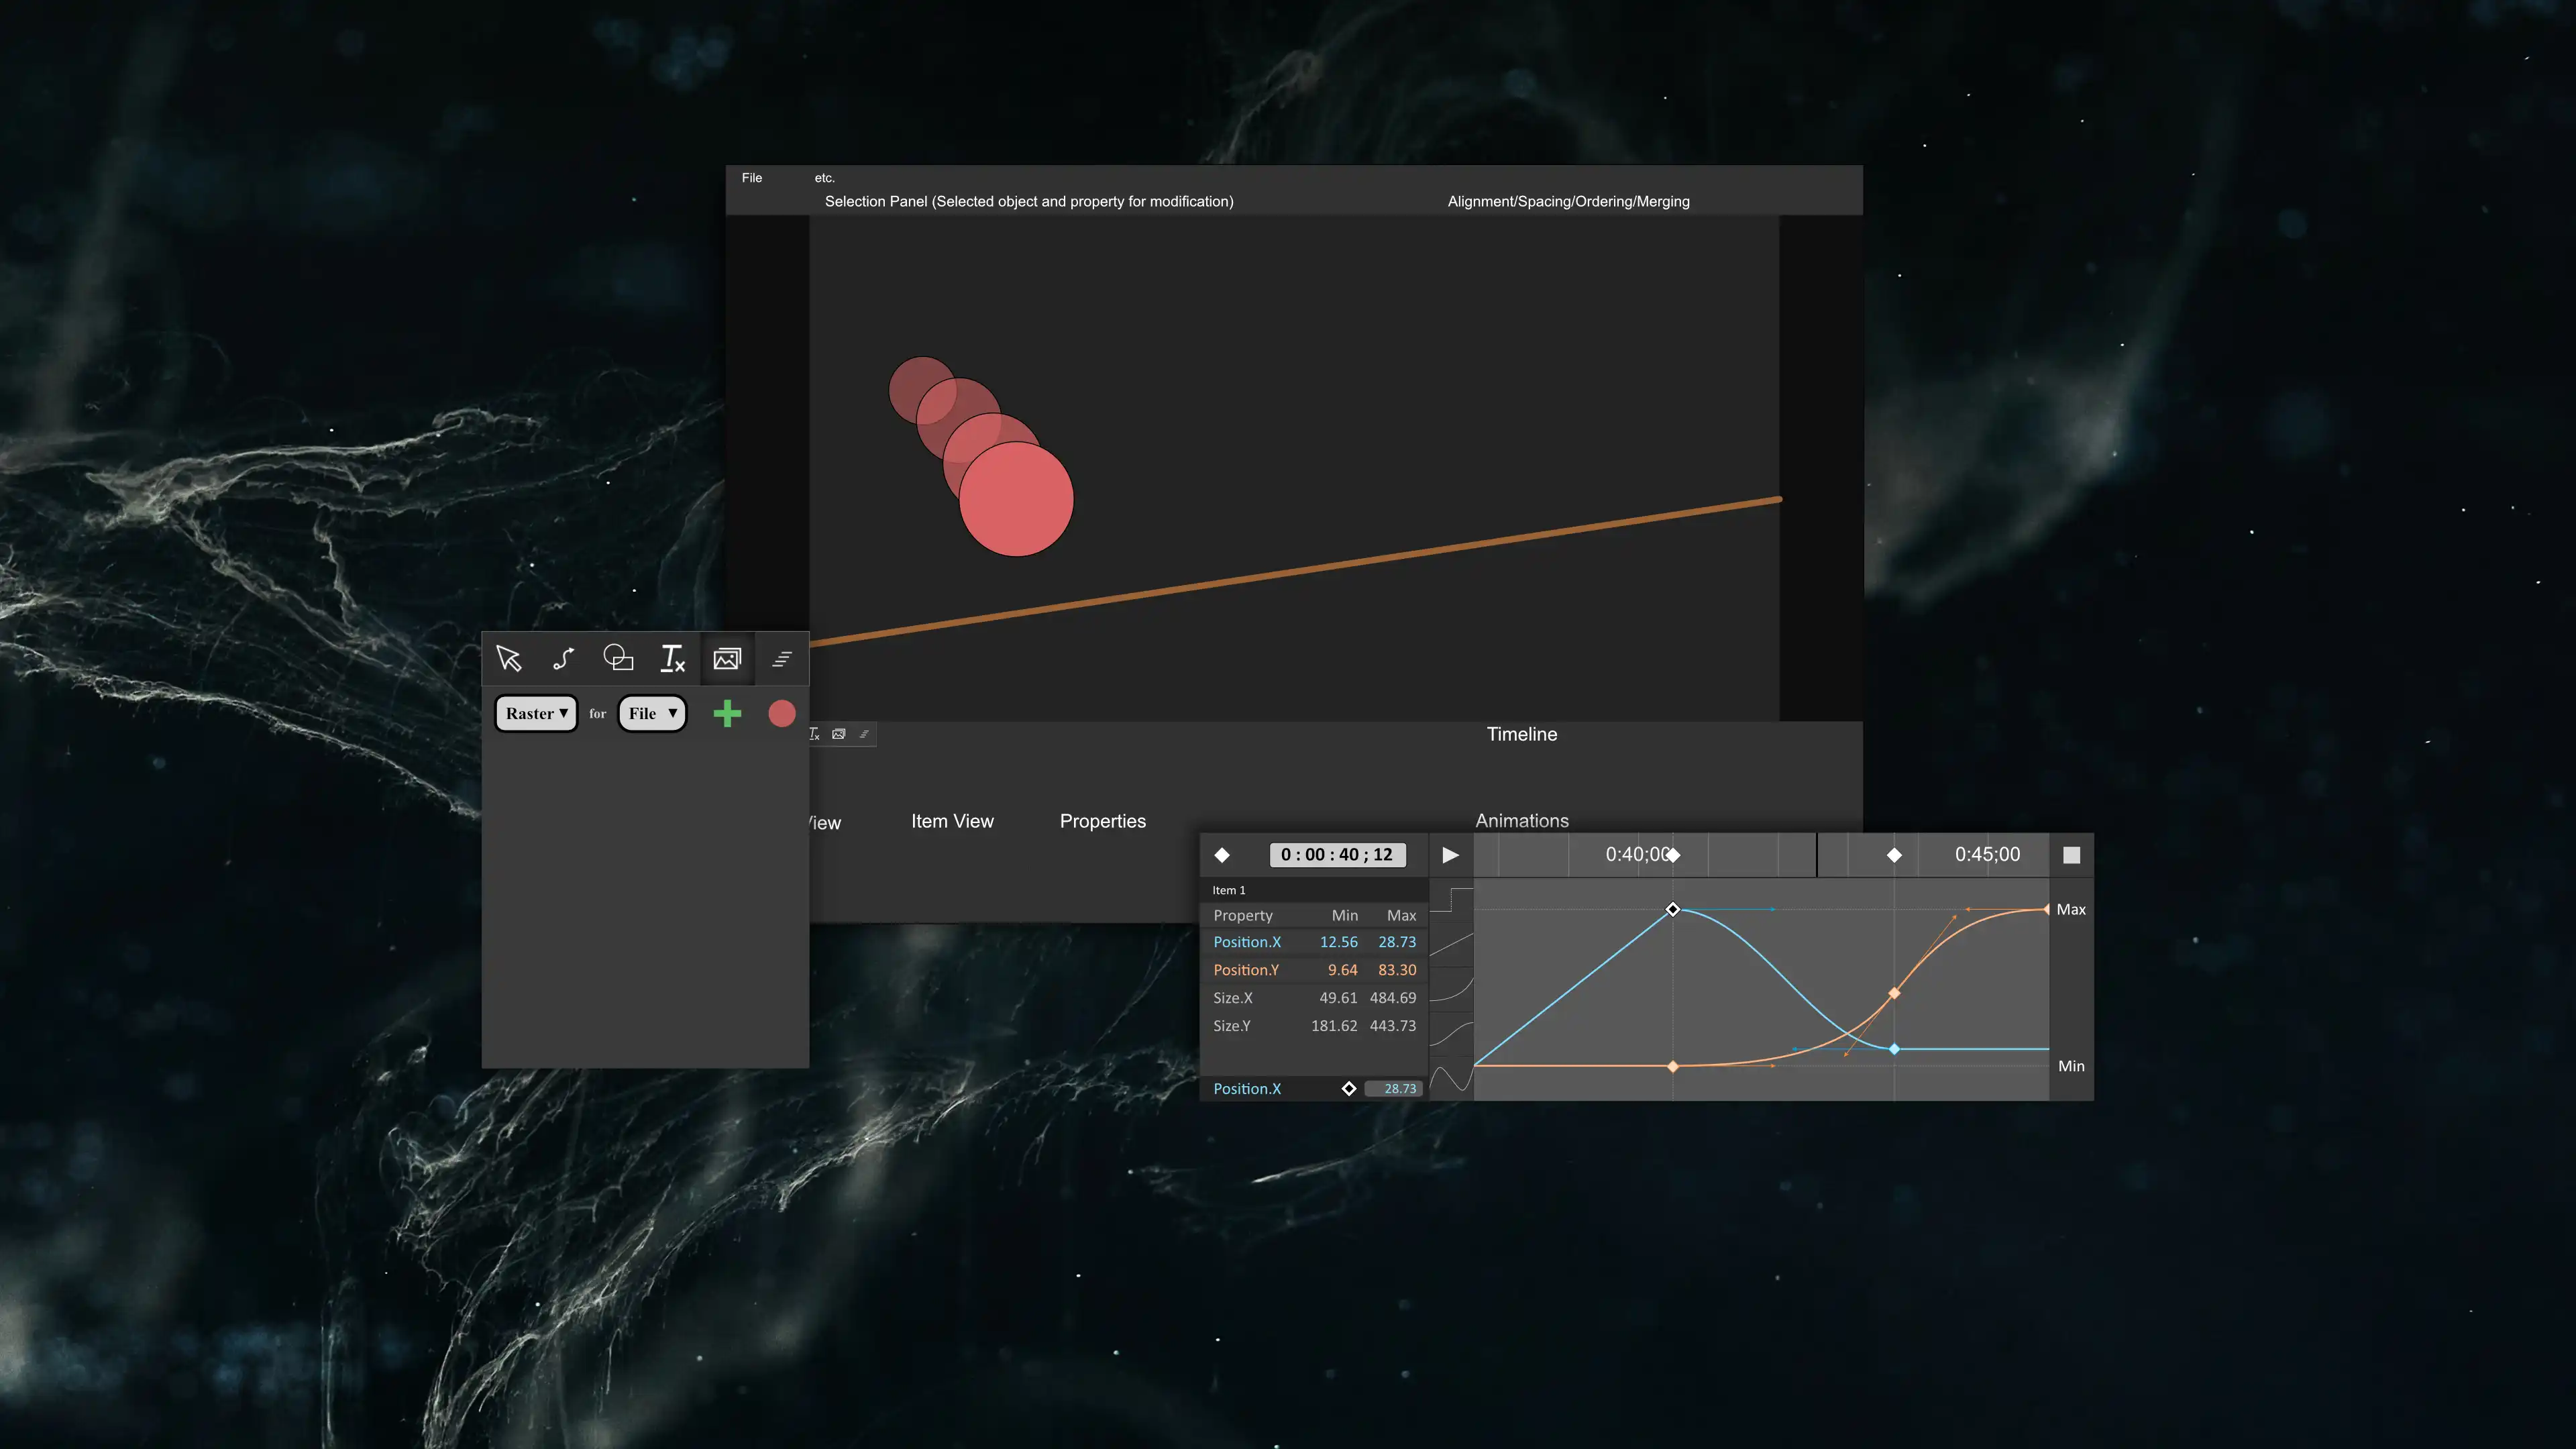 File etc.
Selection Panel (Selected object and property for modification) Alignment/Spacing/Ordering/Merging
Raster ▼ for File ▼
Timeline
Item View Properties Animations
0 : 00 : 40 ; 12 0:40;00 0:45;00
Item 1
Property Min Max
Position.X 12.56 28.73
Position.Y 9.64 83.30
Size.X 49.61 484.69
Size.Y 181.62 443.73
Position.X 28.73
Max
Min